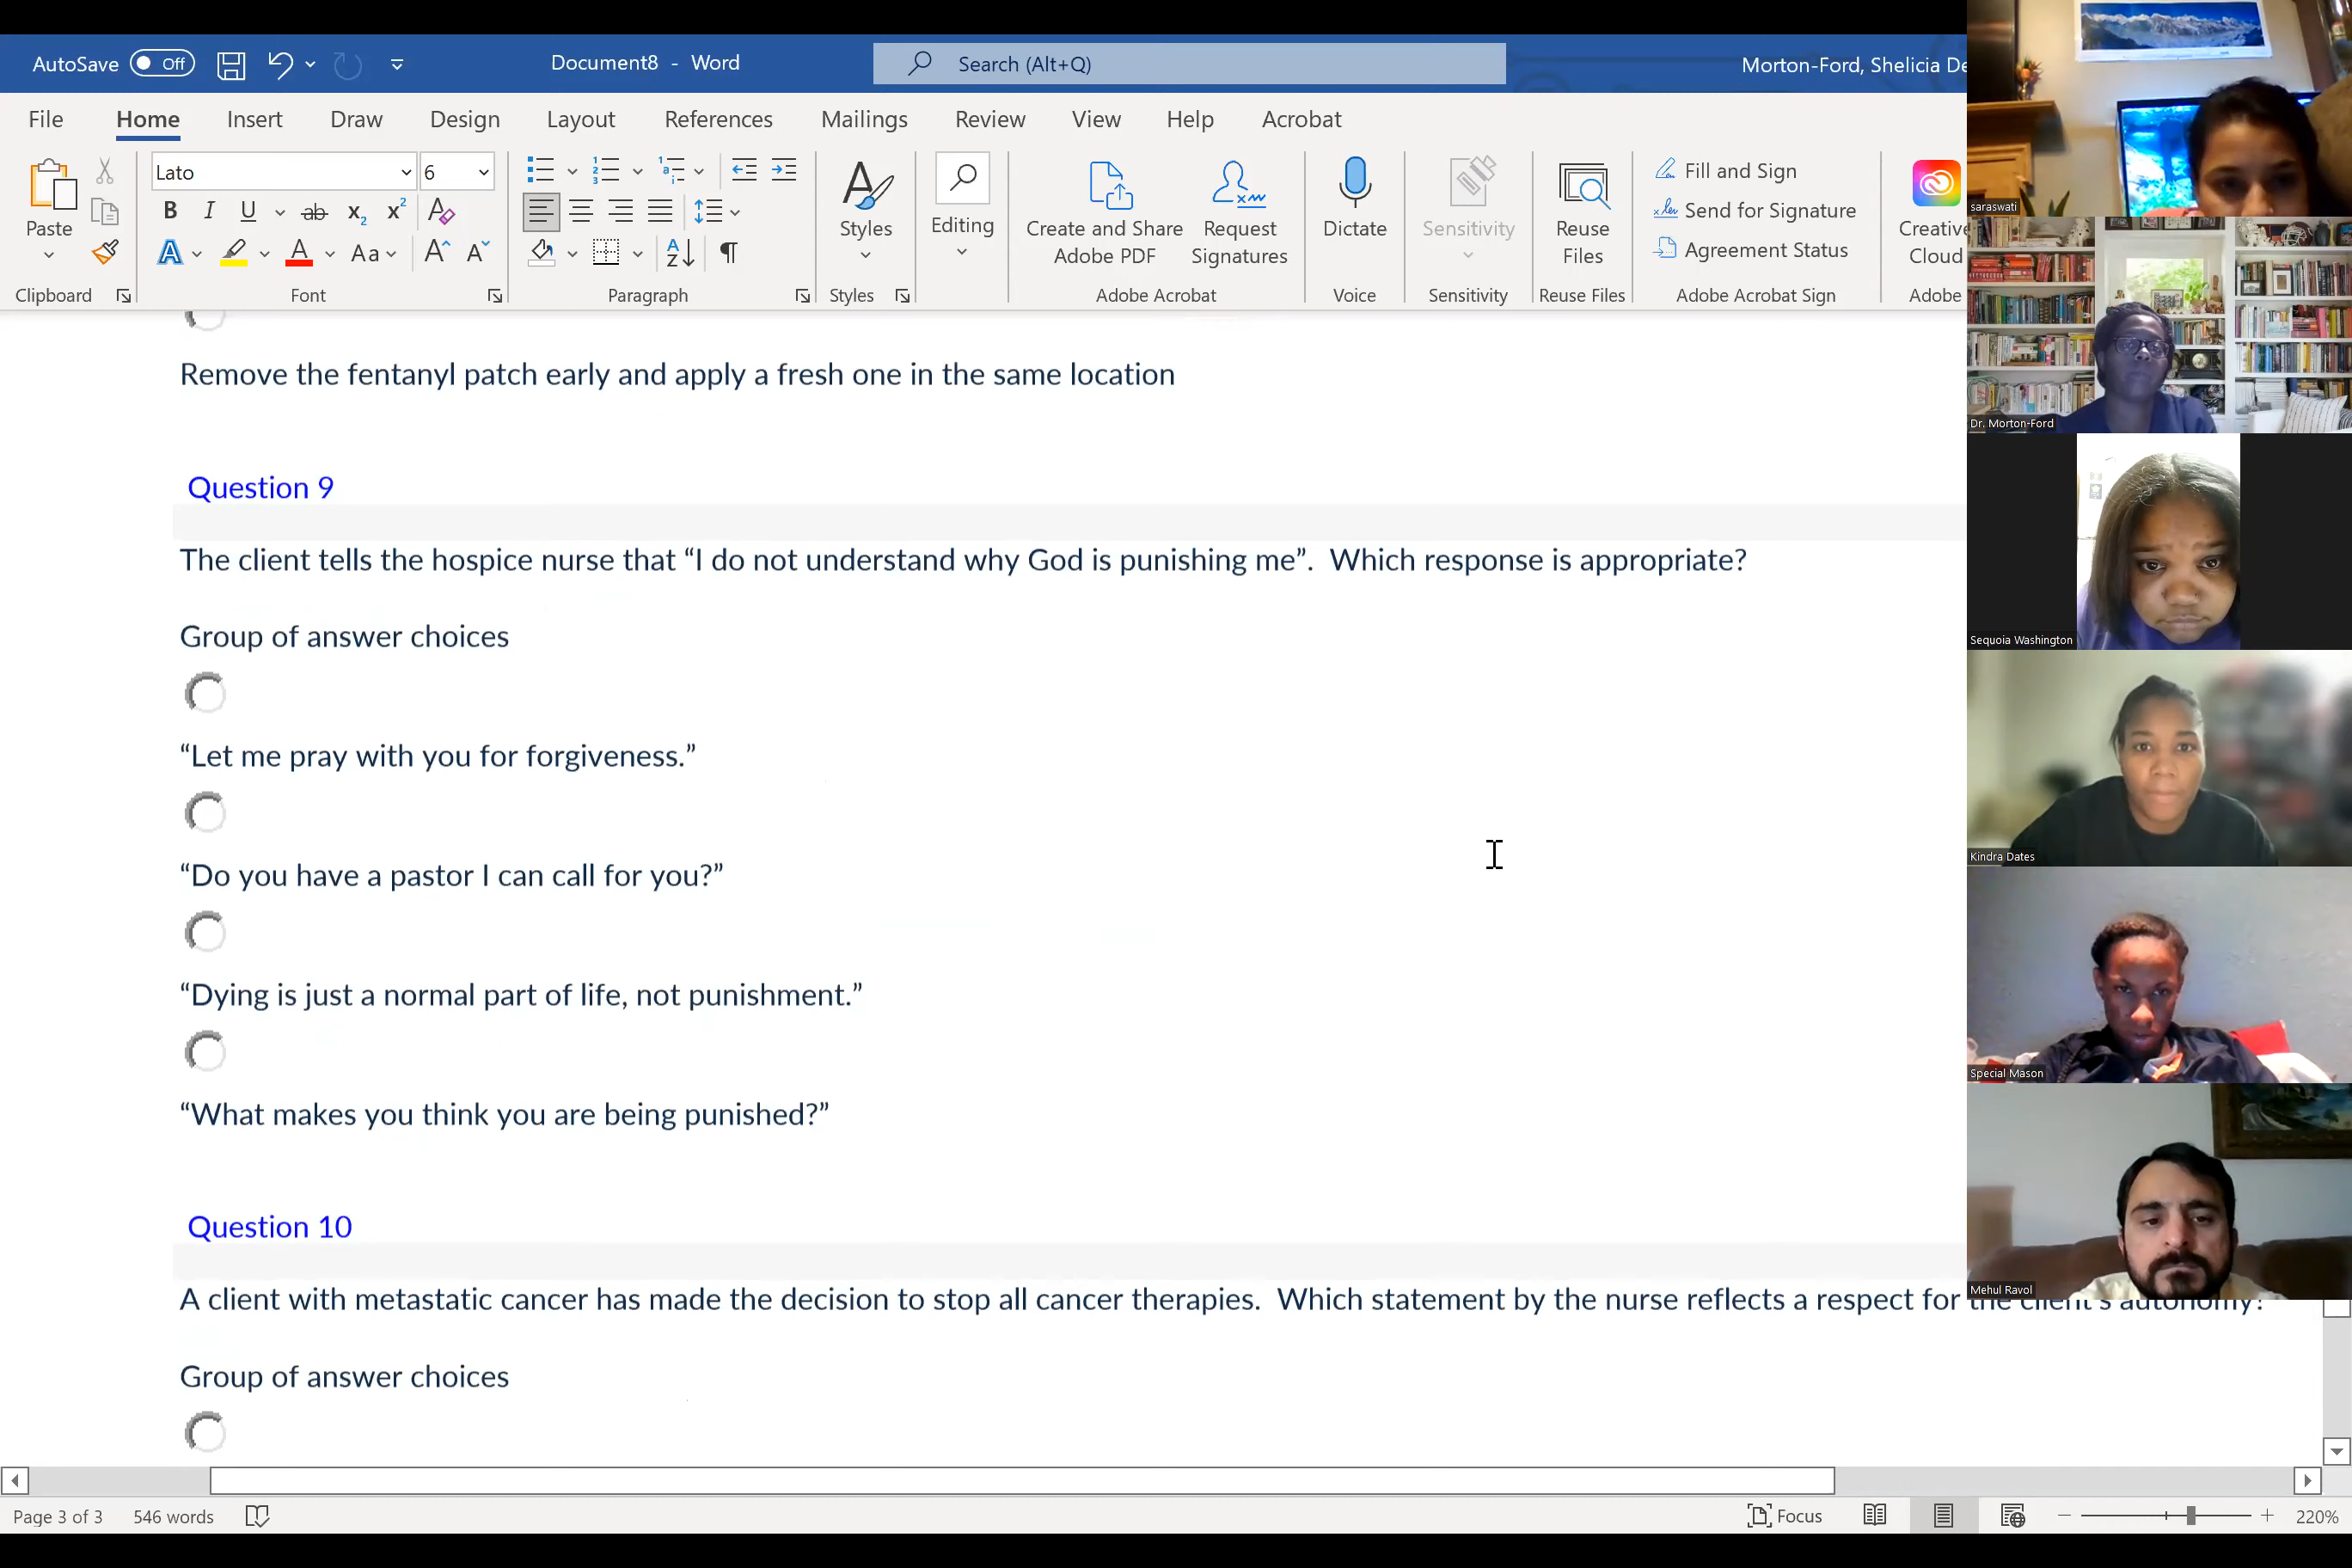 AutoSave Off Document8 - Word Search (Alt+Q) Morton-Ford, Shelicia De
File Home Insert Draw Design Layout References Mailings Review View Help Acrobat
Paste
Clipboard
Lato 6
B I U ab x2 x2 A
A A Aa A A
Font
Paragraph
Styles
Styles
Editing
Create and Share
Adobe PDF
Request
Signatures
Adobe Acrobat
Dictate
Voice
Sensitivity
Sensitivity
Reuse
Files
Reuse Files
Fill and Sign
Send for Signature
Agreement Status
Adobe Acrobat Sign
Creative
Cloud
Adobe
Remove the fentanyl patch early and apply a fresh one in the same location
Question 9
The client tells the hospice nurse that “I do not understand why God is punishing me”. Which response is appropriate?
Group of answer choices
“Let me pray with you for forgiveness.”
“Do you have a pastor I can call for you?”
“Dying is just a normal part of life, not punishment.”
“What makes you think you are being punished?”
Question 10
A client with metastatic cancer has made the decision to stop all cancer therapies. Which statement by the nurse reflects a respect for the client's autonomy?
Group of answer choices
Page 3 of 3 546 words Focus 220%
saraswati
Dr. Morton-Ford
Sequoia Washington
Kindra Dates
Special Mason
Mehul Ravol